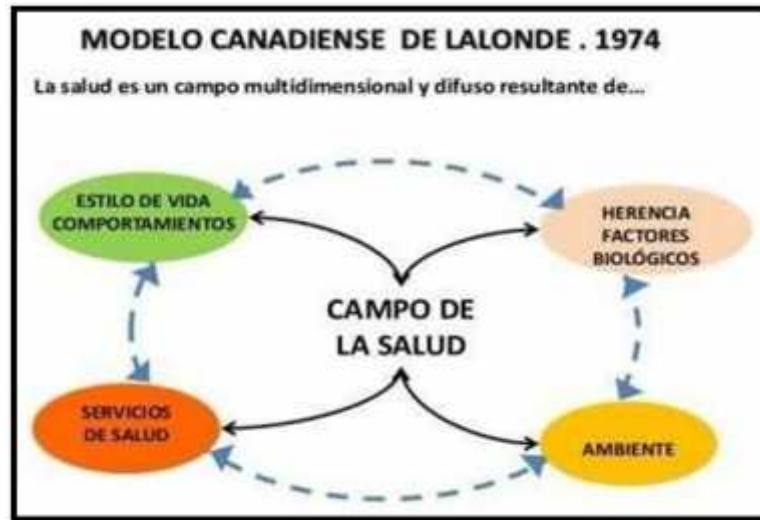 MODELO CANADIENSE DE LALONDE . 1974
La salud es un campo multidimensional y difuso resultante de...
ESTILO DE VIDA
COMPORTAMIENTOS
HERENCIA
FACTORES
BIOLÓGICOS
CAMPO DE
LA SALUD
SERVICIOS
DE SALUD
AMBIENTE